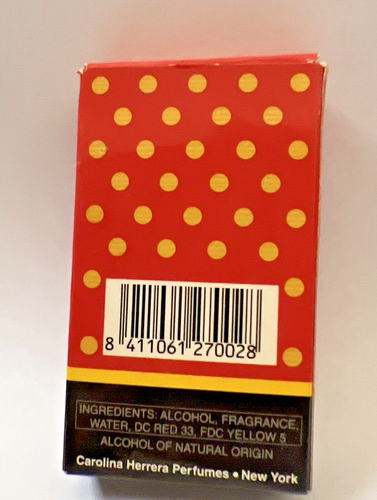 8 411061 270028
INGREDIENTS: ALCOHOL, FRAGRANCE,
WATER, DC RED 33, FDC YELLOW 5
ALCOHOL OF NATURAL ORIGIN
Carolina Herrera Perfumes • New York